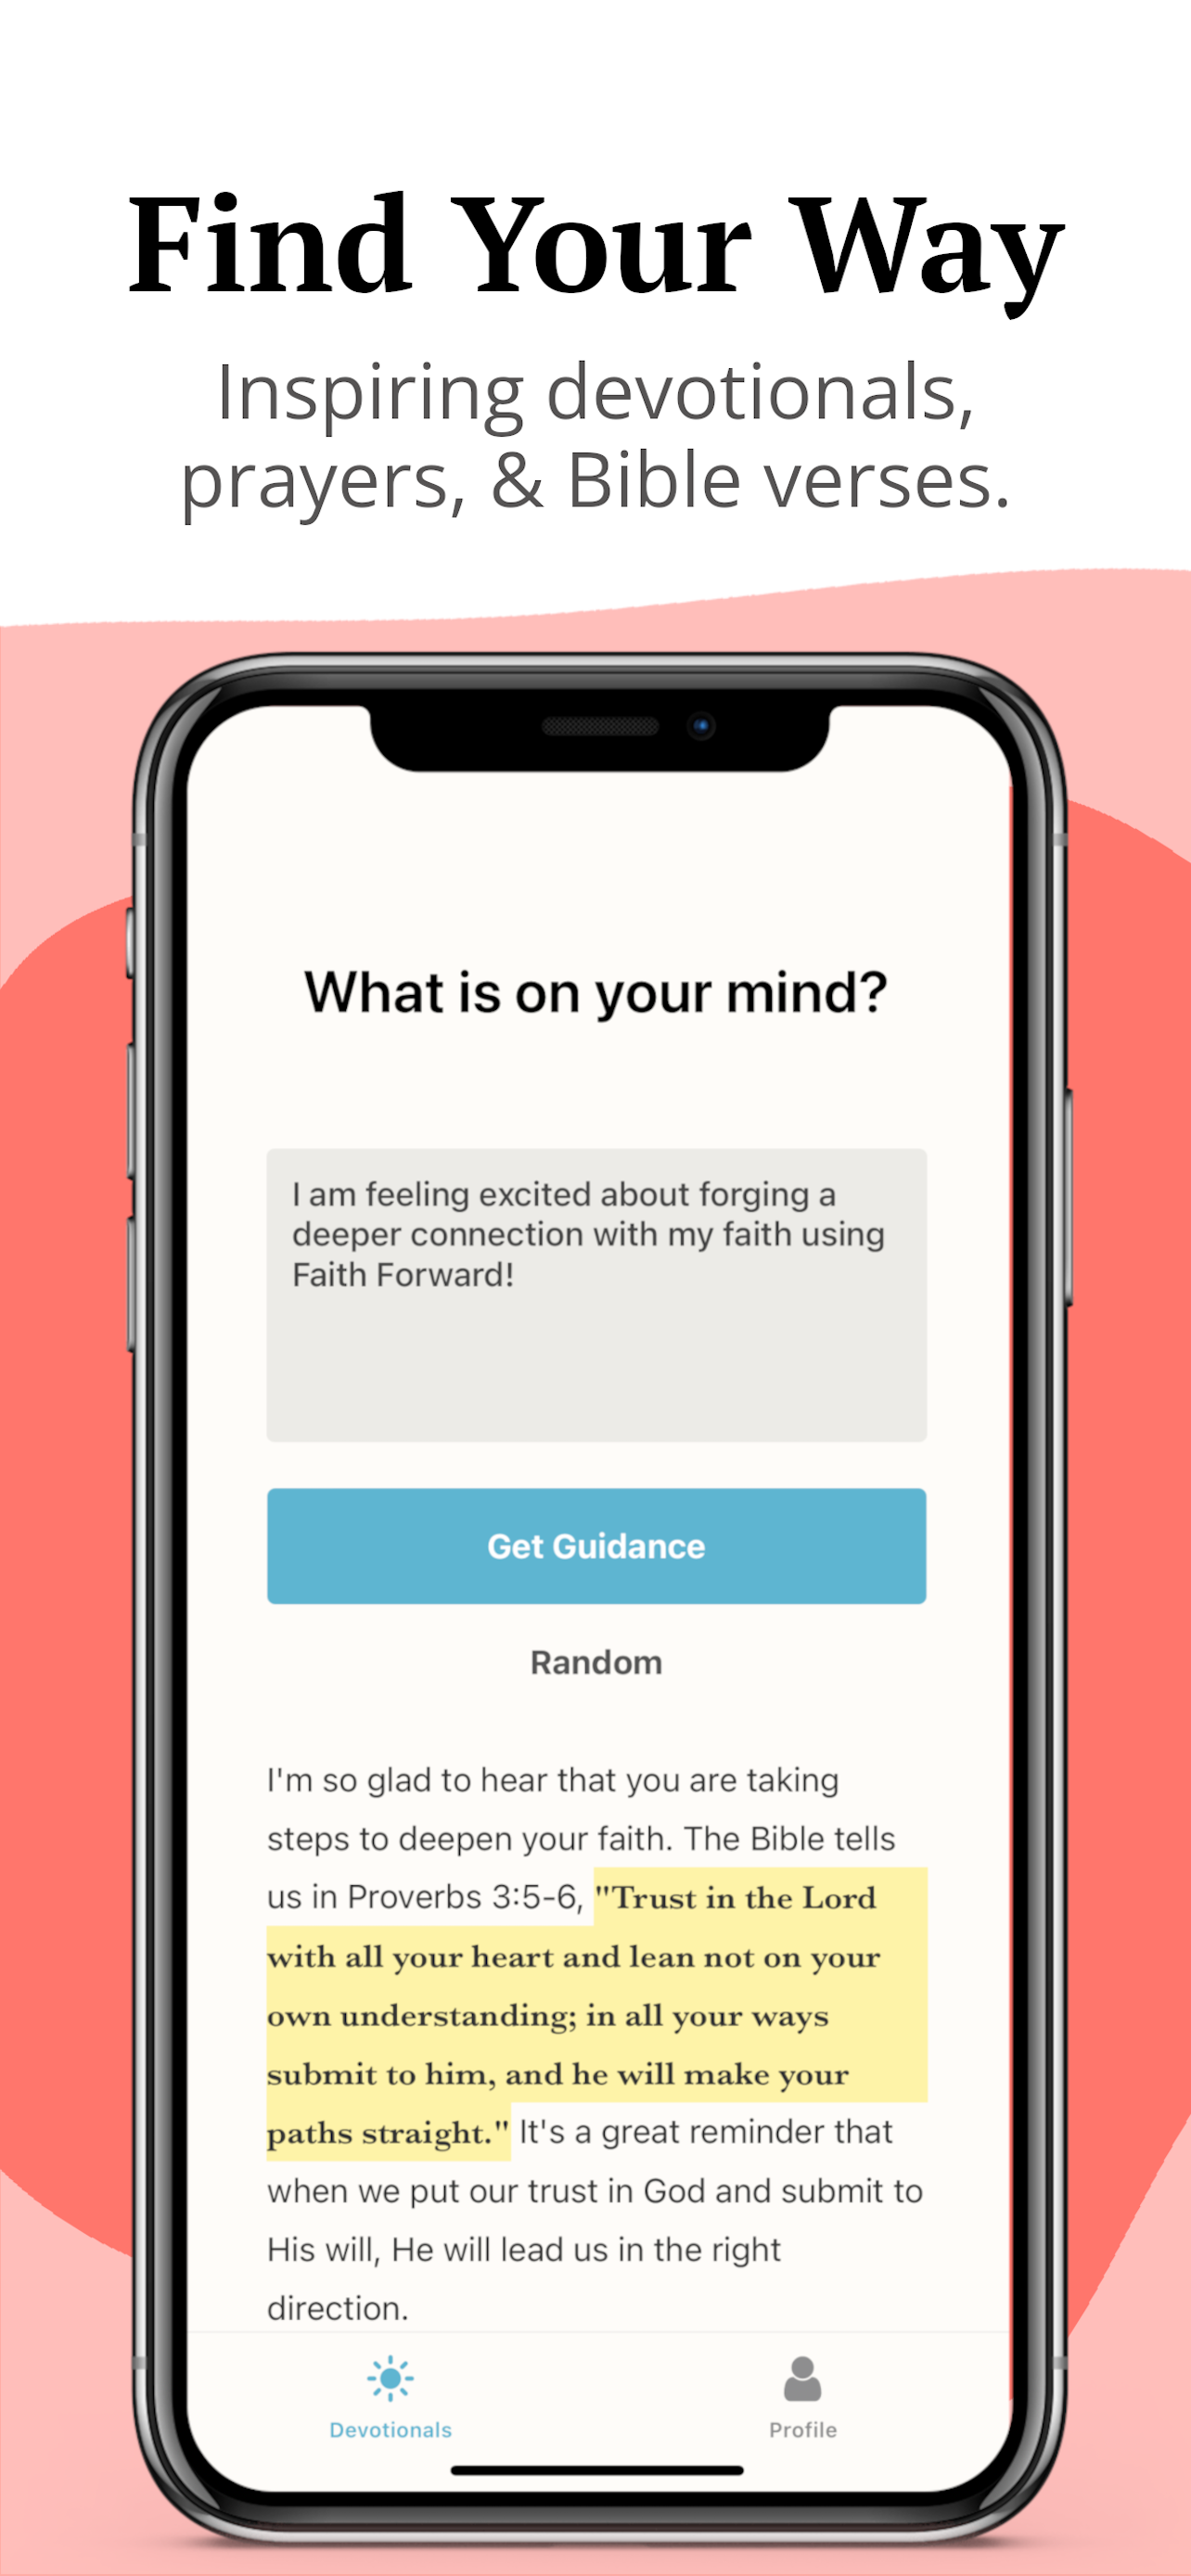 Find Your Way
Inspiring devotionals,
prayers, & Bible verses.
What is on your mind?
I am feeling excited about forging a
deeper connection with my faith using
Faith Forward!
Get Guidance
Random
I'm so glad to hear that you are taking
steps to deepen your faith. The Bible tells
us in Proverbs 3:5-6, "Trust in the Lord
with all your heart and lean not on your
own understanding; in all your ways
submit to him, and he will make your
paths straight." It's a great reminder that
when we put our trust in God and submit to
His will, He will lead us in the right
direction.
Devotionals
Profile